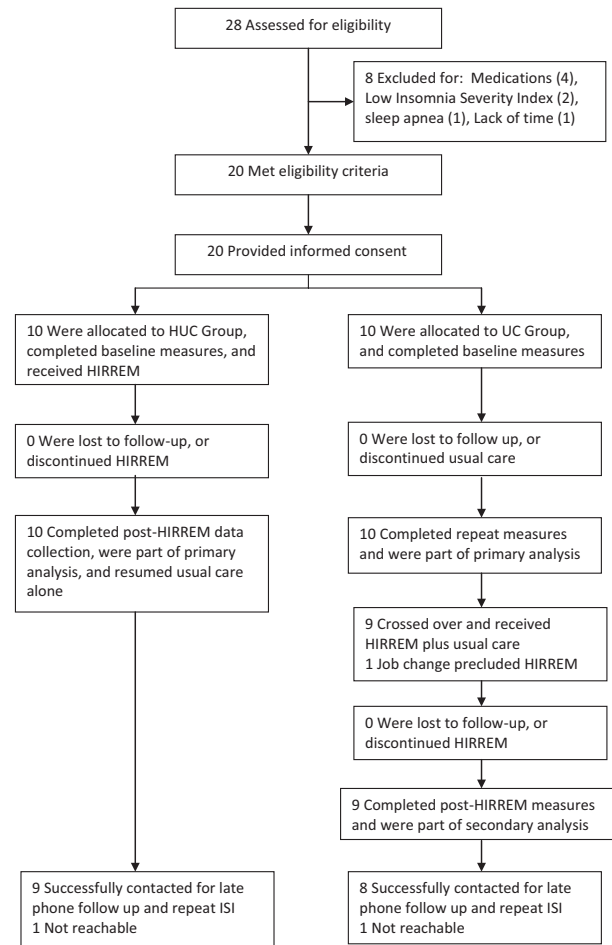 28 Assessed for eligibility
8 Excluded for: Medications (4),
Low Insomnia Severity Index (2),
sleep apnea (1), Lack of time (1)
20 Met eligibility criteria
20 Provided informed consent
10 Were allocated to HUC Group,
completed baseline measures, and
received HIRREM
10 Were allocated to UC Group,
and completed baseline measures
0 Were lost to follow-up, or
discontinued HIRREM
0 Were lost to follow up, or
discontinued usual care
10 Completed post-HIRREM data
collection, were part of primary
analysis, and resumed usual care
alone
10 Completed repeat measures
and were part of primary analysis
9 Crossed over and received
HIRREM plus usual care
1 Job change precluded HIRREM
0 Were lost to follow-up, or
discontinued HIRREM
9 Completed post-HIRREM measures
and were part of secondary analysis
9 Successfully contacted for late
phone follow up and repeat ISI
1 Not reachable
8 Successfully contacted for late
phone follow up and repeat ISI
1 Not reachable